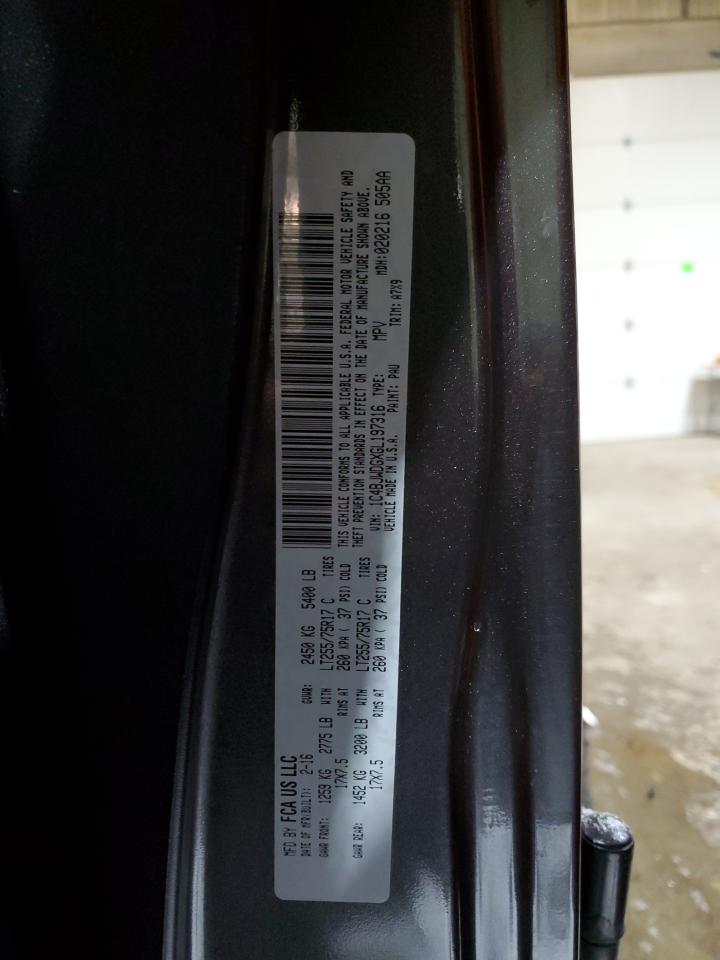 MFD BY FCA US LLC
DATE OF MFR(BUILT): 2-16 GVWR: 2450 KG 5400 LB
GAWR FRONT: 1259 KG 2775 LB WITH LT255/75R17 C TIRES
17X7.5 RIMS AT 260 KPA ( 37 PSI) COLD
GAWR REAR: 1452 KG 3200 LB WITH LT255/75R17 C TIRES
17X7.5 RIMS AT 260 KPA ( 37 PSI) COLD
THIS VEHICLE CONFORMS TO ALL APPLICABLE U.S.A. FEDERAL MOTOR VEHICLE SAFETY AND
THEFT PREVENTION STANDARDS IN EFFECT ON THE DATE OF MANUFACTURE SHOWN ABOVE.
VIN: 1C4BJWDGXGL197316 TYPE: MPV MDH:020216 505AA
VEHICLE MADE IN U.S.A. PAINT: PAU TRIM: A7X9